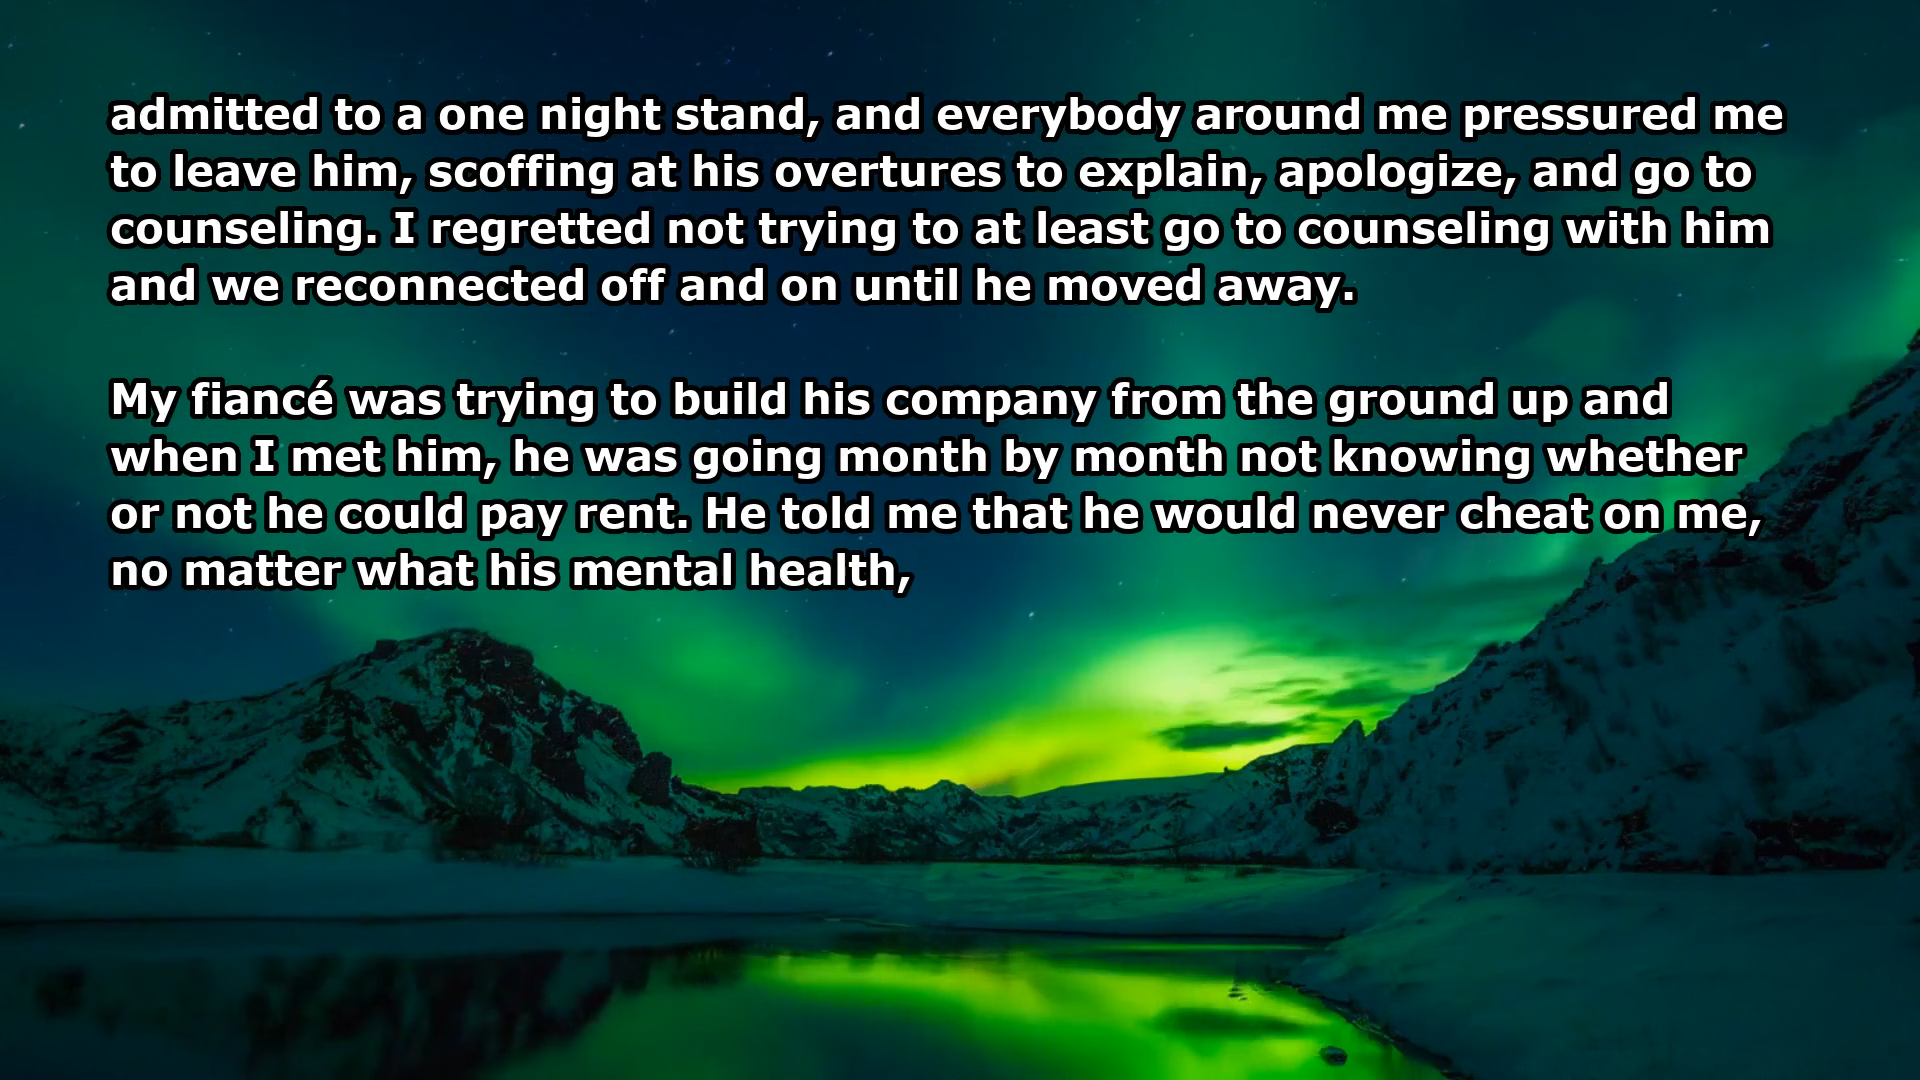 admitted to a one night stand, and everybody around me pressured me
to leave him, scoffing at his overtures to explain, apologize, and go to
counseling. I regretted not trying to at least go to counseling with him
and we reconnected off and on until he moved away.
My fiancé was trying to build his company from the ground up and
when I met him, he was going month by month not knowing whether
or not he could pay rent. He told me that he would never cheat on me,
no matter what his mental health,